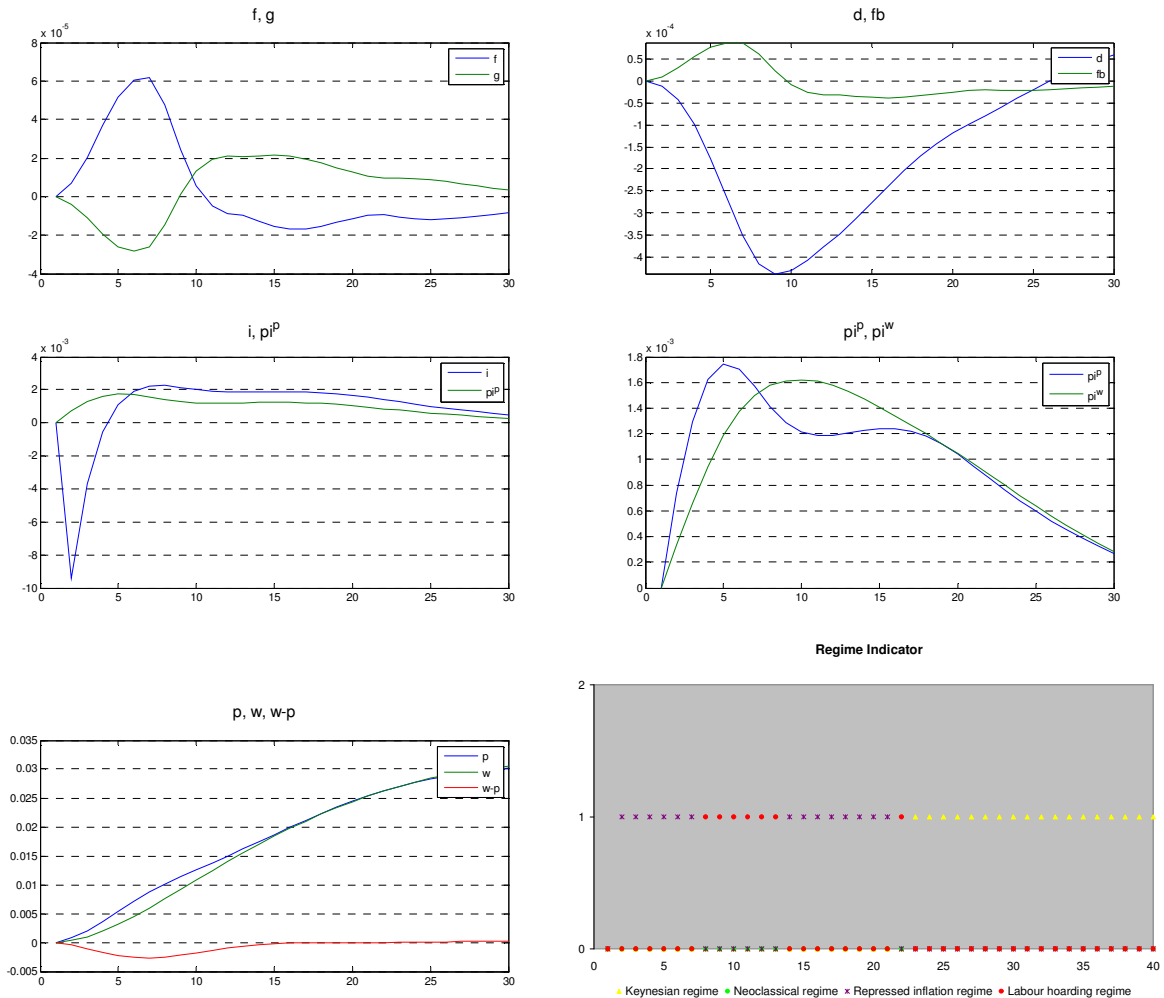 f, g
x 10^-5
8
6
4
2
0
-2
-4
0 5 10 15 20 25 30
f
g
d, fb
x 10^-4
0.5
0
-0.5
-1
-1.5
-2
-2.5
-3
-3.5
-4
0 5 10 15 20 25 30
d
fb
i, pi^p
x 10^-3
4
2
0
-2
-4
-6
-8
-10
0 5 10 15 20 25 30
i
pi^p
pi^p, pi^w
x 10^-3
1.8
1.6
1.4
1.2
1
0.8
0.6
0.4
0.2
0
0 5 10 15 20 25 30
pi^p
pi^w
p, w, w-p
0.035
0.03
0.025
0.02
0.015
0.01
0.005
0
-0.005
0 5 10 15 20 25 30
p
w
w-p
Regime Indicator
2
1
0
0 5 10 15 20 25 30 35 40
Keynesian regime Neoclassical regime Repressed inflation regime Labour hoarding regime